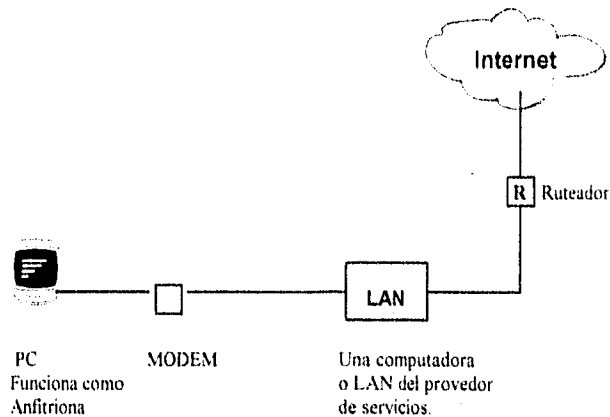 Internet
R Ruteador
LAN
PC
Funciona como
Anfitriona
MODEM
Una computadora
o LAN del provedor
de servicios.